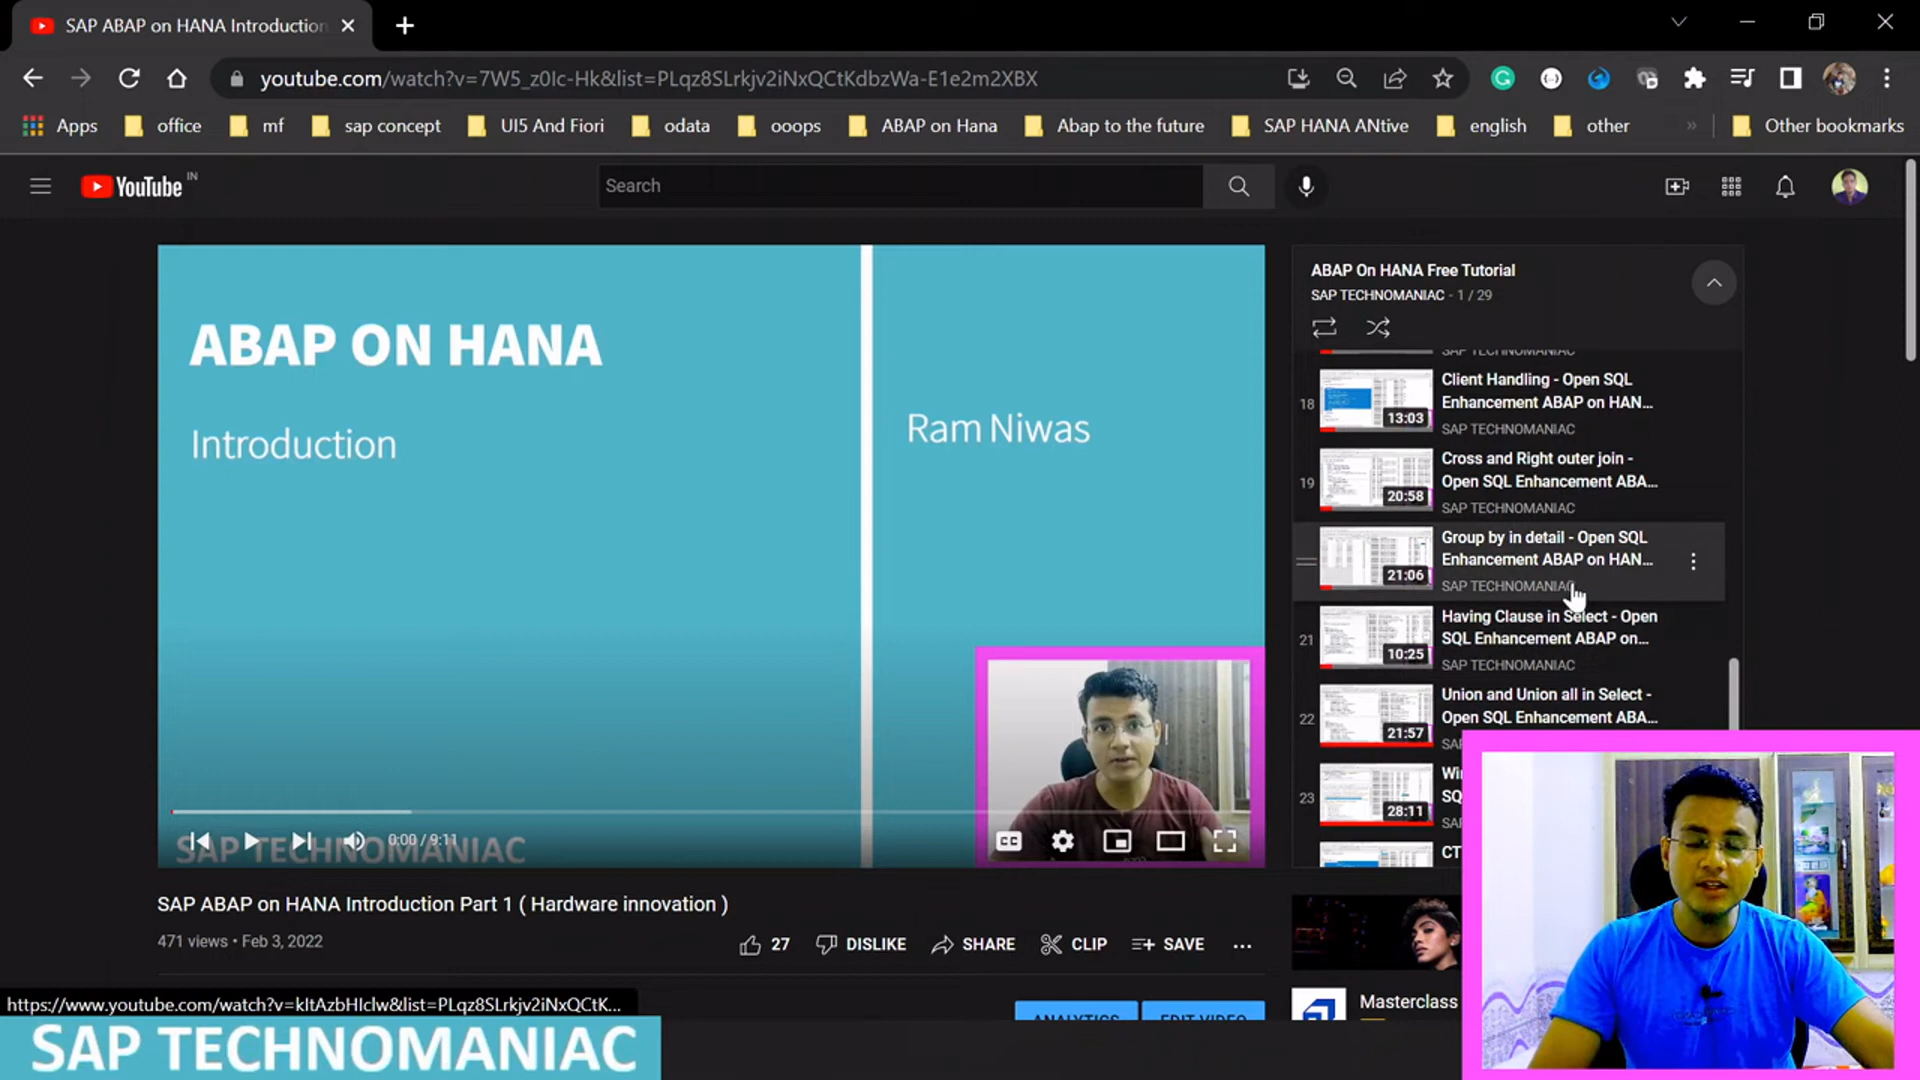 SAP ABAP on HANA Introduction
youtube.com/watch?v=7W5_z0Ic-Hk&list=PLqz8SLrkjv2iNxQCtKdbzWa-E1e2m2XBX
Apps office mf sap concept UI5 And Fiori odata ooops ABAP on Hana Abap to the future SAP HANA ANtive english other » Other bookmarks
YouTube IN
Search
ABAP ON HANA
Introduction
Ram Niwas
0:00 / 9:11
CC
SAP TECHNOMANIAC
SAP ABAP on HANA Introduction Part 1 ( Hardware innovation )
471 views • Feb 3, 2022
27 DISLIKE SHARE CLIP SAVE ...
ANALYTICS EDIT VIDEO
https://www.youtube.com/watch?v=kItAzbHIclw&list=PLqz8SLrkjv2iNxQCtK...
SAP TECHNOMANIAC
ABAP On HANA Free Tutorial
SAP TECHNOMANIAC - 1 / 29
SAP TECHNOMANIAC
18
13:03
Client Handling - Open SQL
Enhancement ABAP on HAN...
SAP TECHNOMANIAC
19
20:58
Cross and Right outer join -
Open SQL Enhancement ABA...
SAP TECHNOMANIAC
21:06
Group by in detail - Open SQL
Enhancement ABAP on HAN...
SAP TECHNOMANIAC
21
10:25
Having Clause in Select - Open
SQL Enhancement ABAP on...
SAP TECHNOMANIAC
22
21:57
Union and Union all in Select -
Open SQL Enhancement ABA...
23
28:11
Masterclass